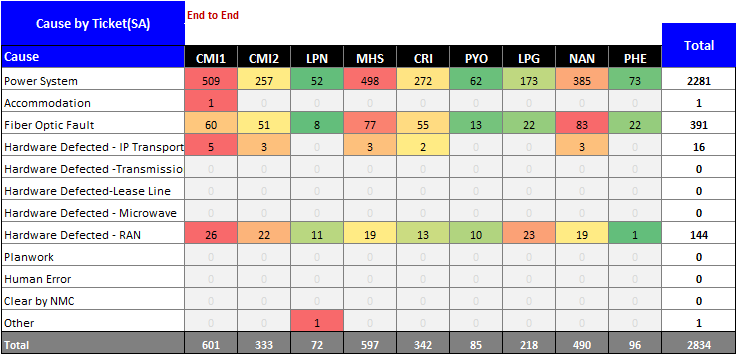 Cause by Ticket(SA) End to End Total
Cause CMI1 CMI2 LPN MHS CRI PYO LPG NAN PHE
Power System 509 257 52 498 272 62 173 385 73 2281
Accommodation 1 0 0 0 0 0 0 0 0 1
Fiber Optic Fault 60 51 8 77 55 13 22 83 22 391
Hardware Defected - IP Transport 5 3 0 3 2 0 0 3 0 16
Hardware Defected -Transmissio 0 0 0 0 0 0 0 0 0 0
Hardware Defected-Lease Line 0 0 0 0 0 0 0 0 0 0
Hardware Defected - Microwave 0 0 0 0 0 0 0 0 0 0
Hardware Defected - RAN 26 22 11 19 13 10 23 19 1 144
Planwork 0 0 0 0 0 0 0 0 0 0
Human Error 0 0 0 0 0 0 0 0 0 0
Clear by NMC 0 0 0 0 0 0 0 0 0 0
Other 0 0 1 0 0 0 0 0 0 1
Total 601 333 72 597 342 85 218 490 96 2834